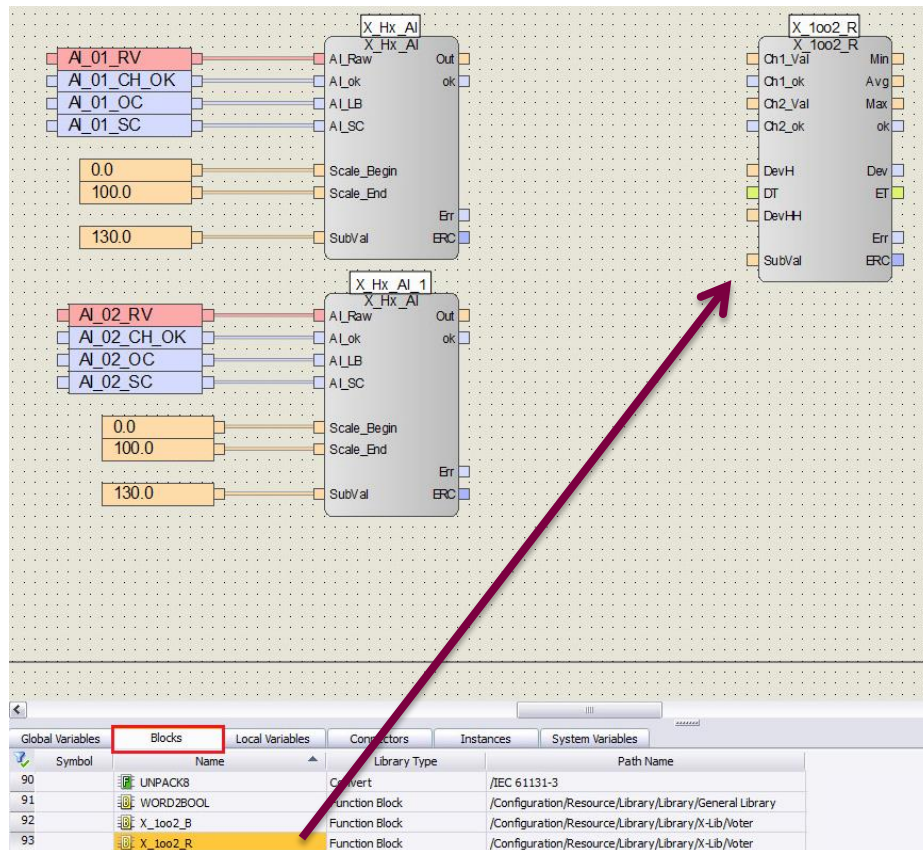 X_Hx_AI
X_Hx_AI
AI_01_RV
AI_01_CH_OK
AI_01_OC
AI_01_SC
0.0
100.0
130.0
AI_Raw
AI_ok
AI_LB
AI_SC
Scale_Begin
Scale_End
SubVal
Out
ok
Err
ERC
X_1oo2_R
X_1oo2_R
Ch1_Val
Ch1_ok
Ch2_Val
Ch2_ok
DevH
DT
DevHH
SubVal
Min
Avg
Max
ok
Dev
ET
Err
ERC
X_Hx_AI_1
X_Hx_AI
AI_02_RV
AI_02_CH_OK
AI_02_OC
AI_02_SC
0.0
100.0
130.0
AI_Raw
AI_ok
AI_LB
AI_SC
Scale_Begin
Scale_End
SubVal
Out
ok
Err
ERC
Global Variables Blocks Local Variables Connectors Instances System Variables
Symbol Name Library Type Path Name
90 UNPACK8 Convert /IEC 61131-3
91 WORD2BOOL Function Block /Configuration/Resource/Library/Library/General Library
92 X_1oo2_B Function Block /Configuration/Resource/Library/Library/X-Lib/Voter
93 X_1oo2_R Function Block /Configuration/Resource/Library/Library/X-Lib/Voter